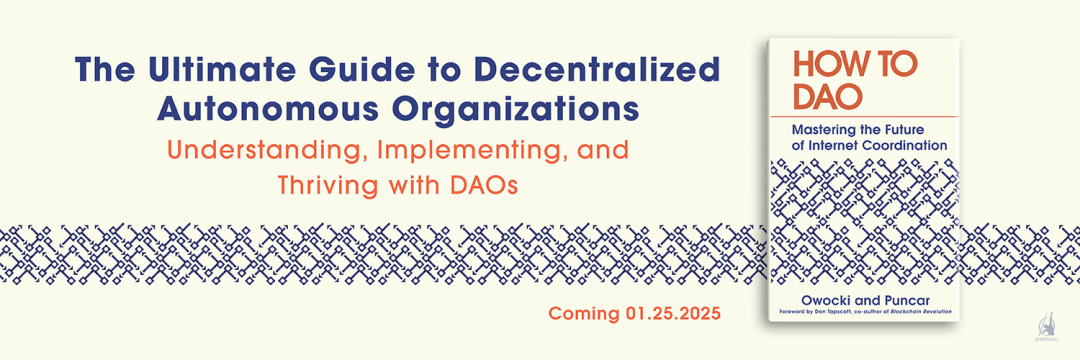 The Ultimate Guide to Decentralized
Autonomous Organizations
Understanding, Implementing, and
Thriving with DAOs
Coming 01.25.2025
HOW TO
DAO
Mastering the Future
of Internet Coordination
Owocki and Puncar
Foreword by Don Tapscott, co-author of Blockchain Revolution